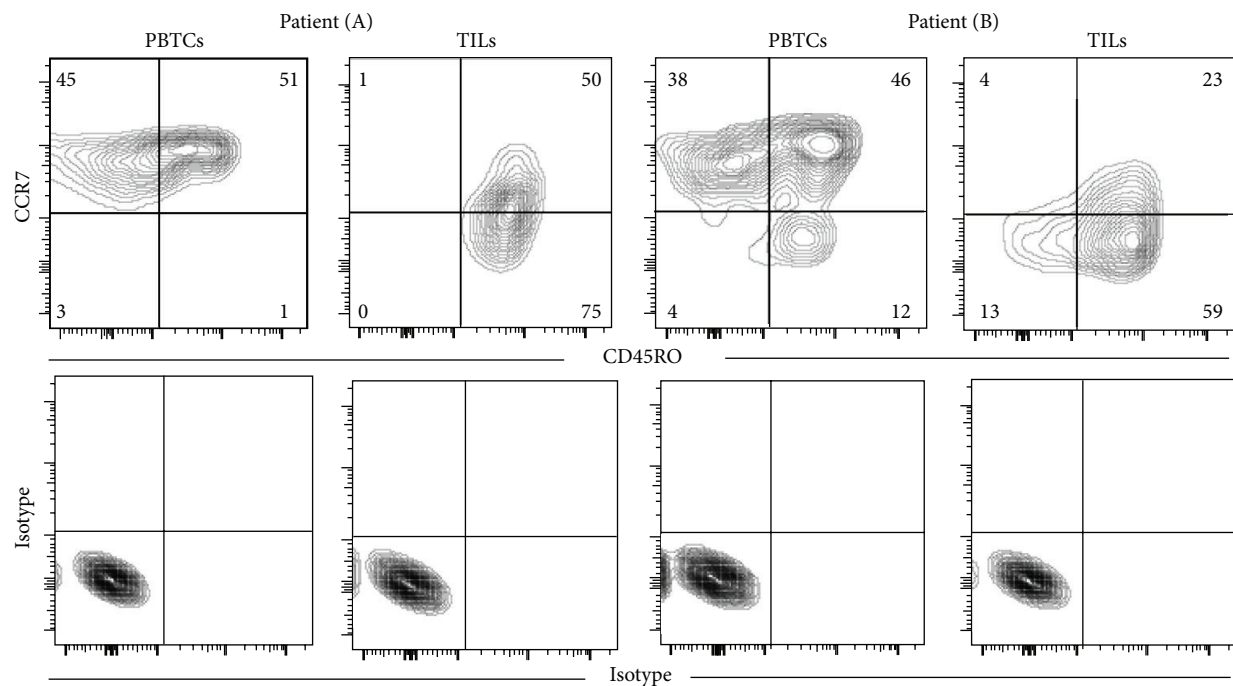 Patient (A)
Patient (B)
PBTCs
TILs
PBTCs
TILs
45 51
1 50
38 46
4 23
CCR7
3 1
0 75
4 12
13 59
CD45RO
Isotype
Isotype